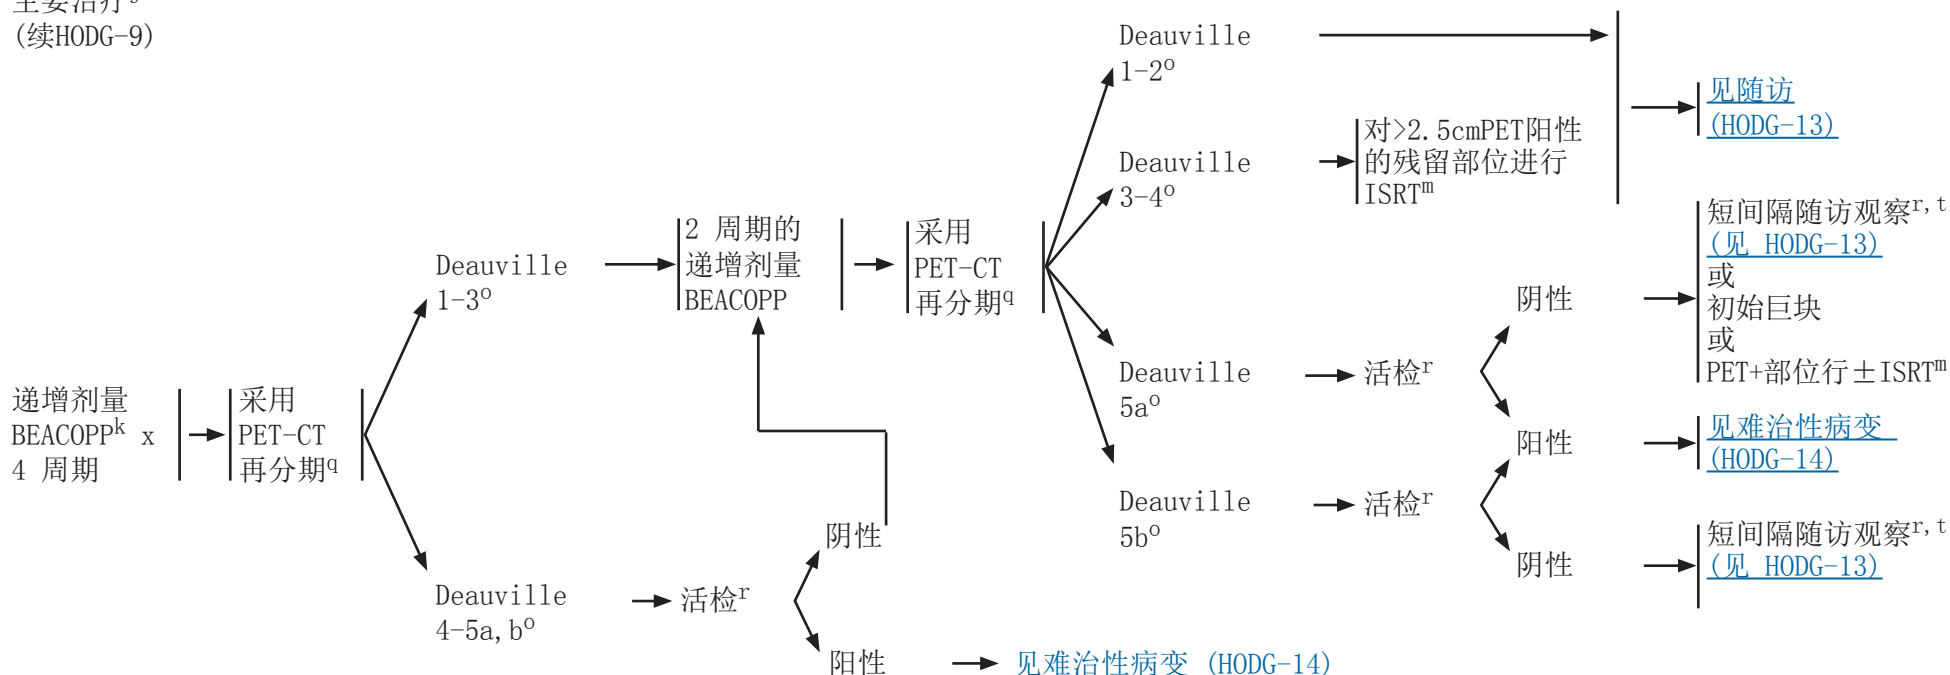 主要治疗
(续HODG-9)
递增剂量
BEACOPPᵏ x
4 周期
采用
PET-CT
再分期q
Deauville
1-3ᵒ
Deauville
4-5a,bᵒ
活检ʳ
阴性
阳性
见难治性病变 (HODG-14)
2 周期的
递增剂量
BEACOPP
采用
PET-CT
再分期q
Deauville
1-2ᵒ
Deauville
3-4ᵒ
对>2.5cmPET阳性
的残留部位进行
ISRTᵐ
见随访
(HODG-13)
Deauville
5aᵒ
活检ʳ
Deauville
5bᵒ
活检ʳ
阴性
短间隔随访观察ʳ,ᵗ
(见 HODG-13)
或
初始巨块
或
PET+部位行±ISRTᵐ
阳性
见难治性病变
(HODG-14)
阴性
短间隔随访观察ʳ,ᵗ
(见 HODG-13)